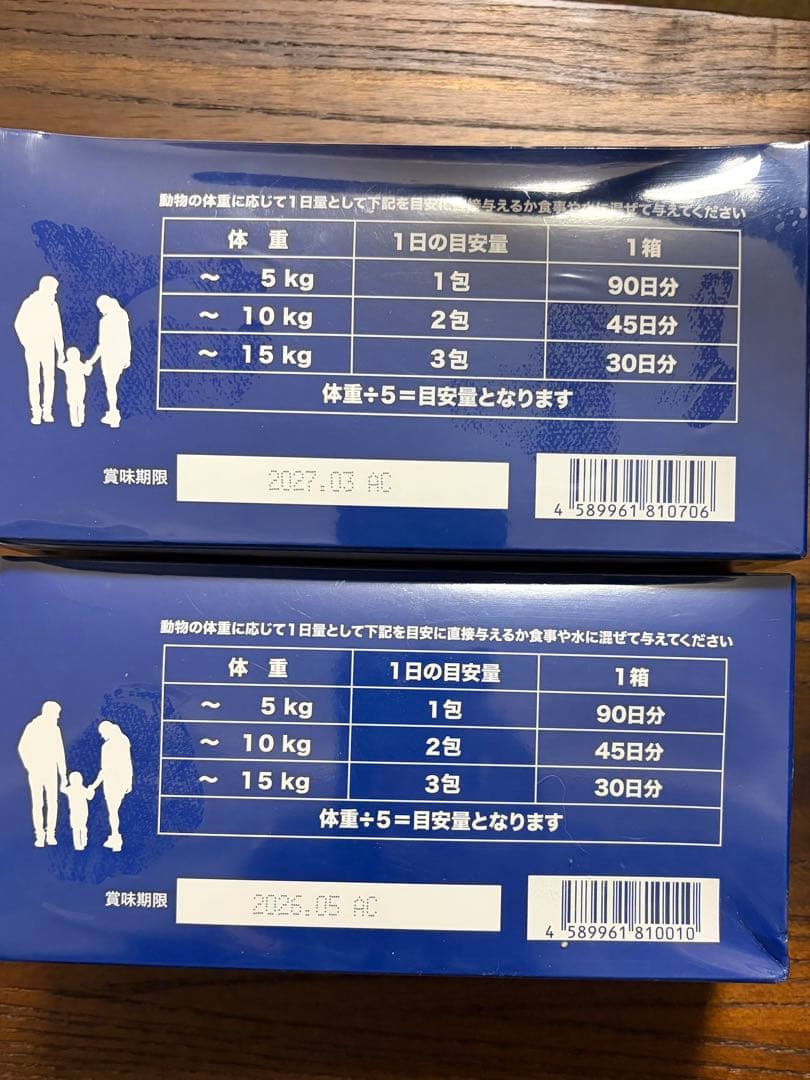 動物の体重に応じて1日量として下記を目安に直接与えるか食事や水に混ぜて与えてください
体 重 1日の目安量 1箱
～ 5 kg 1包 90日分
～ 10 kg 2包 45日分
～ 15 kg 3包 30日分
体重÷5＝目安量となります
賞味期限 2027.03 AC
4 589961 810706
動物の体重に応じて1日量として下記を目安に直接与えるか食事や水に混ぜて与えてください
体 重 1日の目安量 1箱
～ 5 kg 1包 90日分
～ 10 kg 2包 45日分
～ 15 kg 3包 30日分
体重÷5＝目安量となります
賞味期限 2026.05 AC
4 589961 810010